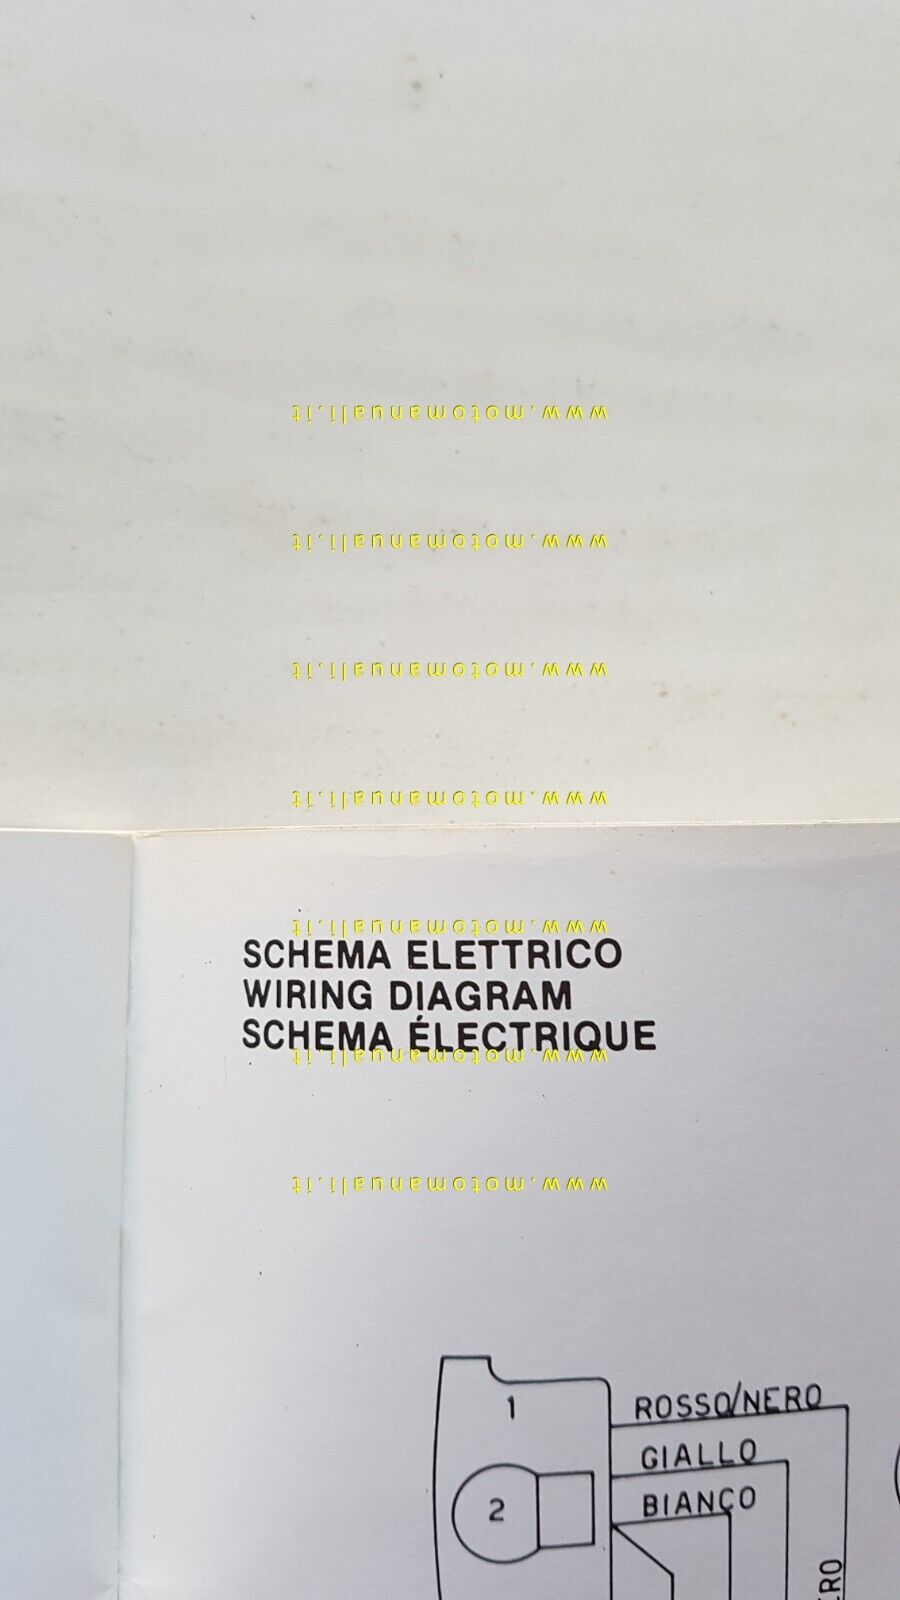 www.motomanuali.it
www.motomanuali.it
www.motomanuali.it
www.motomanuali.it
www.motomanuali.it
SCHEMA ELETTRICO
WIRING DIAGRAM
SCHEMA ÉLECTRIQUE
www.motomanuali.it
www.motomanuali.it
1
ROSSO/NERO
GIALLO
BIANCO
2